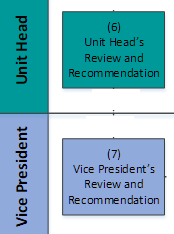 Unit Head
(6)
Unit Head's
Review and
Recommendation
Vice President
(7)
Vice President's
Review and
Recommendation